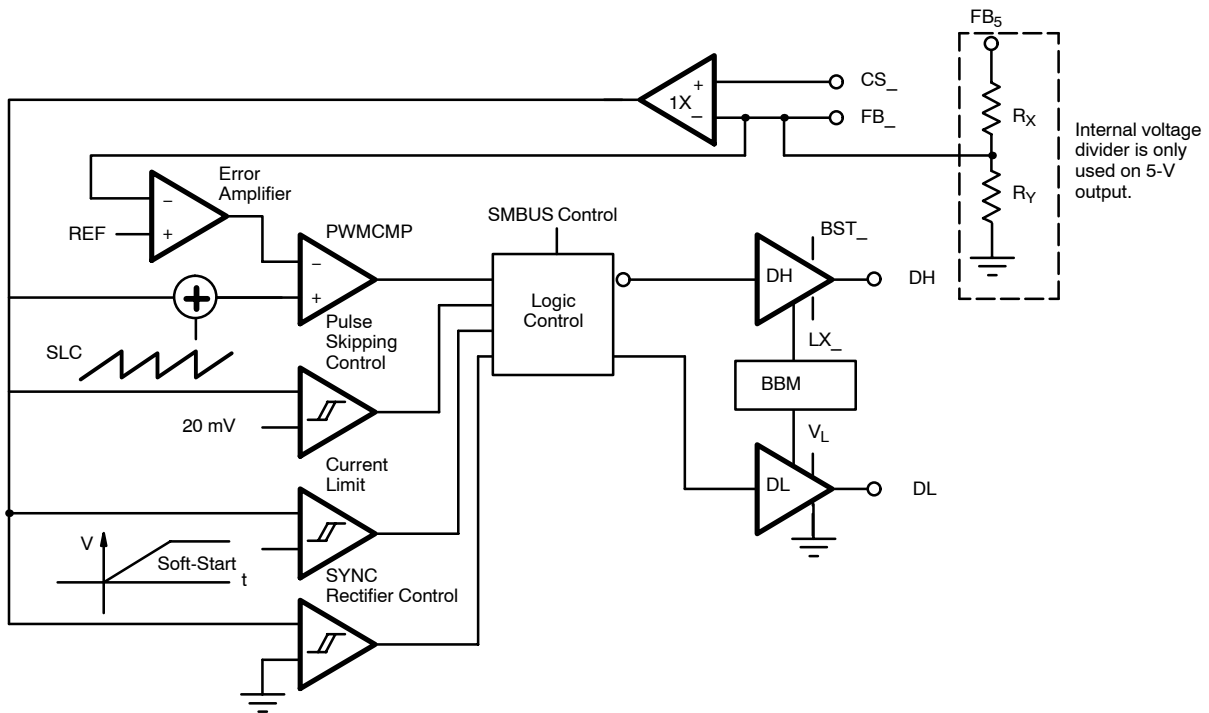 FB5
CS_
1X
+
−
FB_
RX
Internal voltage
divider is only
used on 5-V
output.
RY
Error
Amplifier
−
REF
+
SMBUS Control
PWMCMP
−
+
BST_
DH
DH
Logic
Control
+
Pulse
Skipping
Control
LX_
SLC
BBM
20 mV
VL
Current
Limit
DL
DL
V
Soft-Start
t
SYNC
Rectifier Control